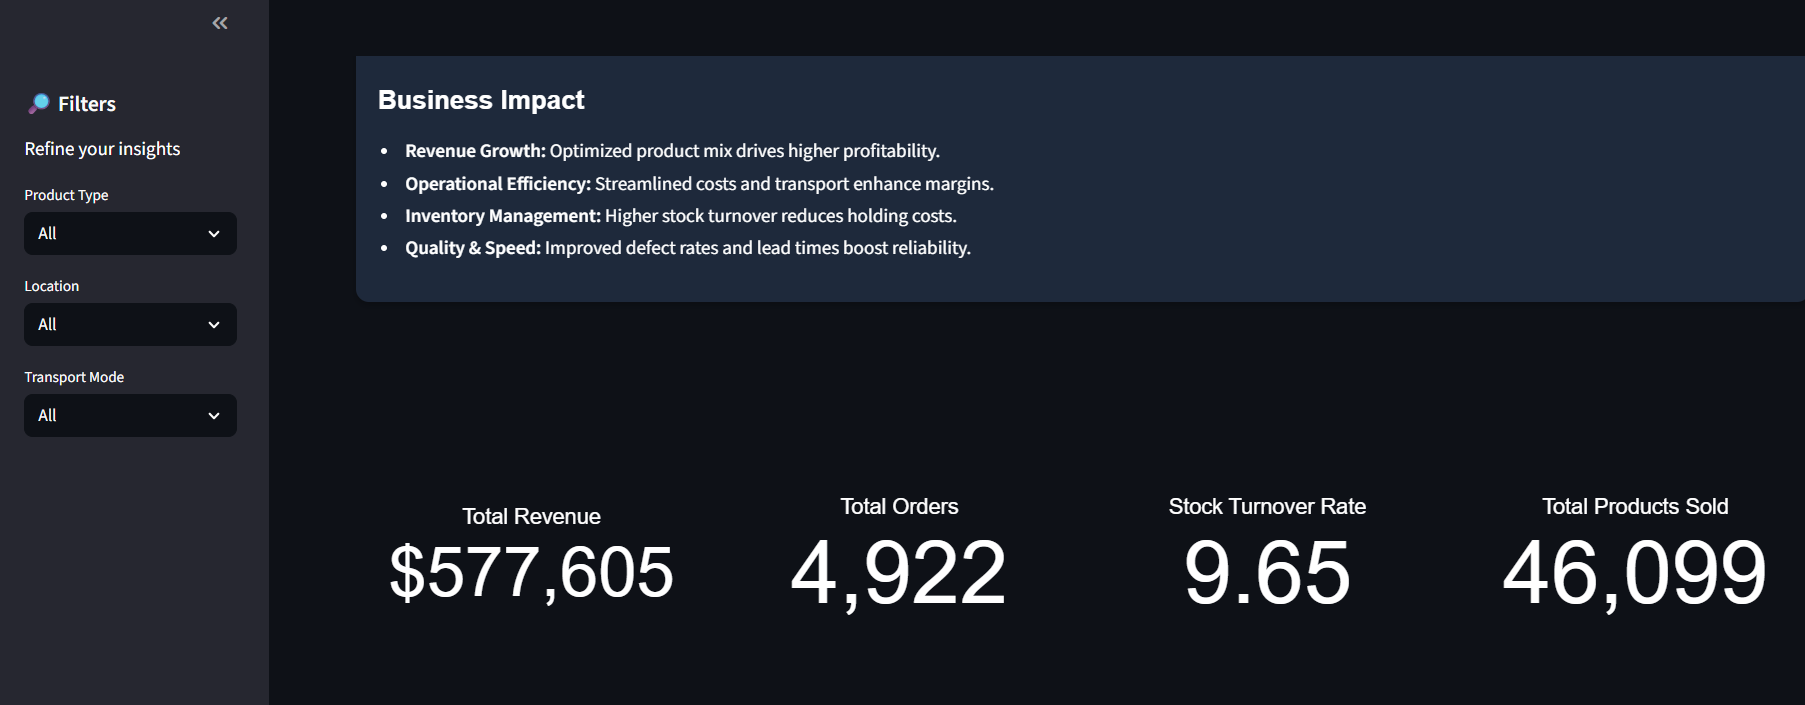 Filters
Refine your insights
Product Type
All
Location
All
Transport Mode
All
Business Impact
• Revenue Growth: Optimized product mix drives higher profitability.
• Operational Efficiency: Streamlined costs and transport enhance margins.
• Inventory Management: Higher stock turnover reduces holding costs.
• Quality & Speed: Improved defect rates and lead times boost reliability.
Total Revenue
$577,605
Total Orders
4,922
Stock Turnover Rate
9.65
Total Products Sold
46,099